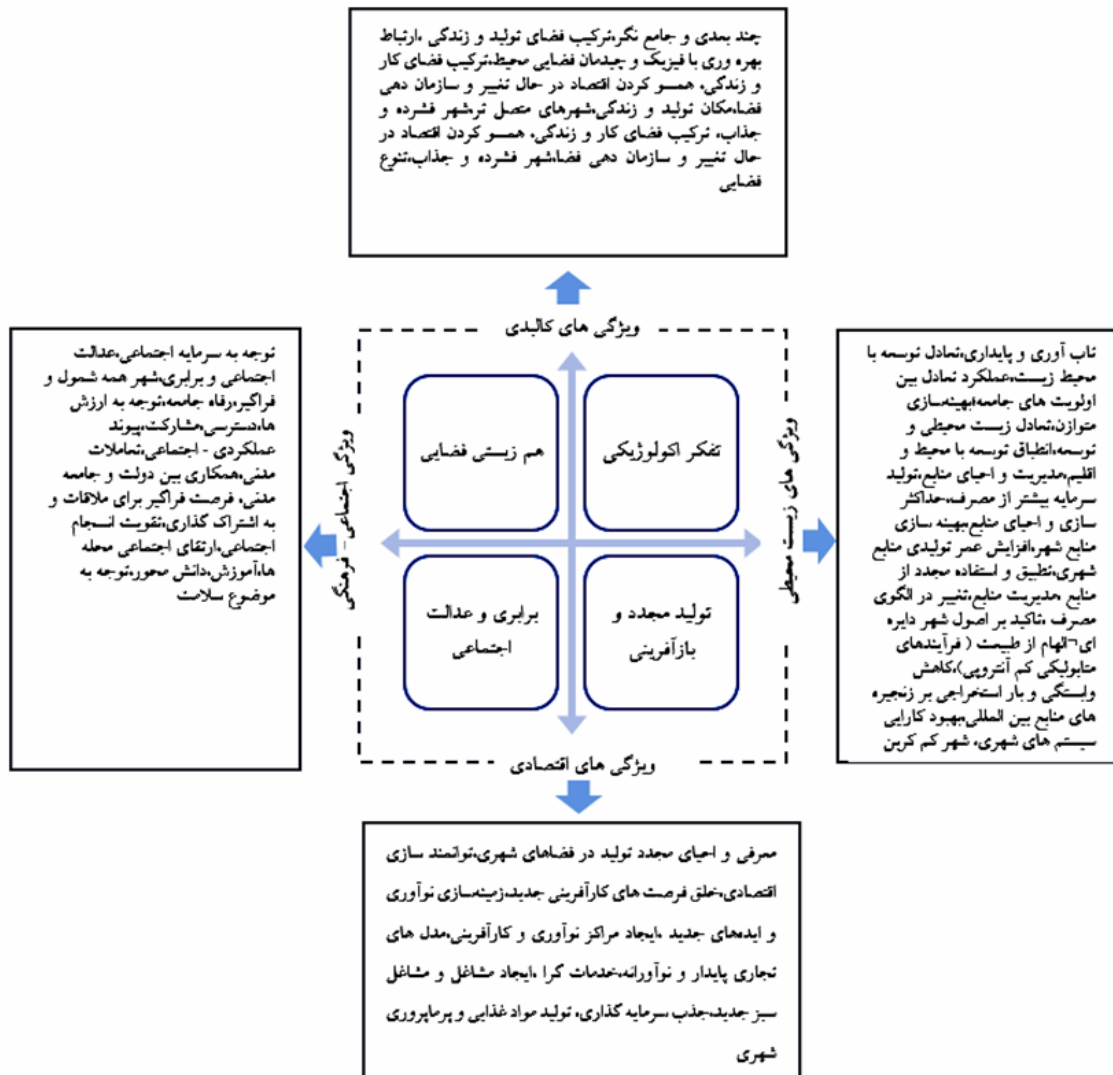 چند بعدی و جامع نگر،ترکیب فضای تولید و زندگی ،ارتباط
بهره وری با فیزیک و چیدمان فضایی محیط،ترکیب فضای کار
و زندگی، همسو کردن اقتصاد در حال تغییر و سازمان دهی
فضا،مکان تولید و زندگی،شهرهای متصل تر،شهر فشرده و
جذاب، ترکیب فضای کار و زندگی، همسو کردن اقتصاد در
حال تغییر و سازمان دهی فضا،شهر فشرده و جذاب،تنوع
فضایی
ویژگی های کالبدی
تاب آوری و پایداری،تعادل توسعه با
محیط زیست،عملکرد تعادل بین
اولویت های جامعه،بهینه‌سازی
متوازن،تعادل زیست محیطی و
توسعه،انطباق توسعه با محیط و
اقلیم،مدیریت و احیای منابع،تولید
سرمایه بیشتر از مصرف،حداکثر
سازی و احیای منابع،بهینه سازی
منابع شهر،افزایش عمر تولیدی منابع
شهری،تطبیق و استفاده مجدد از
منابع ،مدیریت منابع،تغییر در الگوی
مصرف ،تاکید بر اصول شهر دایره
ای¬الهام از طبیعت ( فرآیندهای
متابولیکی کم آنتروپی)،کاهش
وابستگی و بار استخراجی بر زنجیره
های منابع بین المللی،بهبود کارایی
سیستم های شهری، شهر کم کربن
ویژگی های زیست محیطی
تفکر اکولوژیکی
هم زیستی فضایی
تولید مجدد و
بازآفرینی
برابری و عدالت
اجتماعی
ویژگی اجتماعی - فرهنگی
توجه به سرمایه اجتماعی،عدالت
اجتماعی و برابری،شهر همه شمول و
فراگیر،رفاه جامعه،توجه به ارزش
ها،دسترسی،مشارکت،پیوند
عملکردی - اجتماعی،تعاملات
مدنی،همکاری بین دولت و جامعه
مدنی، فرصت فراگیر برای ملاقات و
به اشتراک گذاری،تقویت انسجام
اجتماعی،ارتقای اجتماعی محله
ها،آموزش،دانش محور،توجه به
موضوع سلامت
ویژگی های اقتصادی
معرفی و احیای مجدد تولید در فضاهای شهری،توانمند سازی
اقتصادی،خلق فرصت های کارآفرینی جدید،زمینه‌سازی نوآوری
و ایده‌های جدید ،ایجاد مراکز نوآوری و کارآفرینی،مدل های
تجاری پایدار و نوآورانه،خدمات گرا ،ایجاد مشاغل و مشاغل
سبز جدید،جذب سرمایه گذاری، تولید مواد غذایی و پرماپروری
شهری